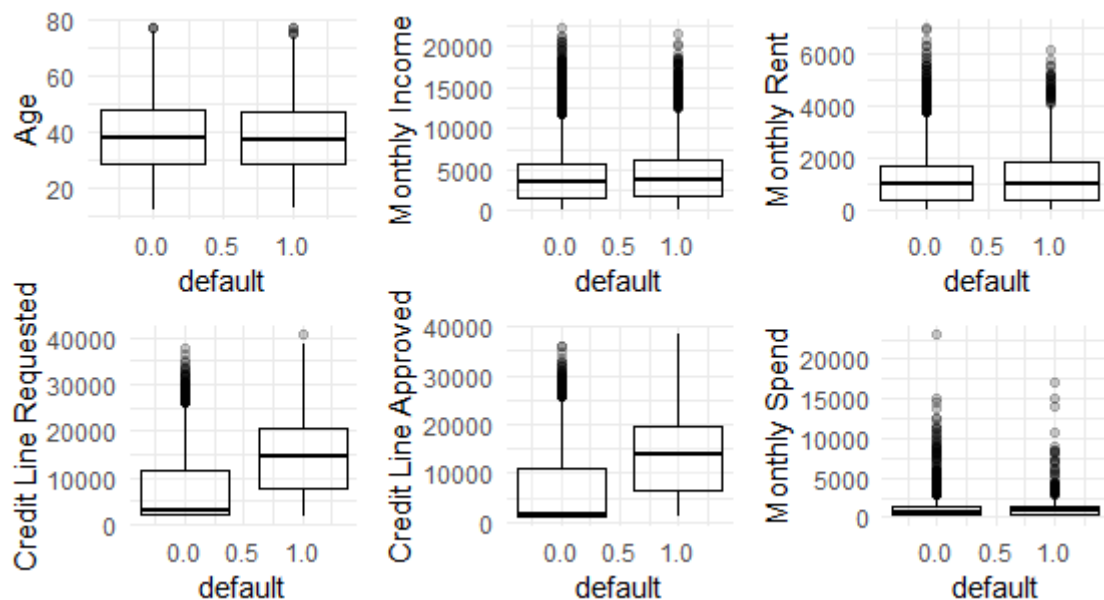 Age
80
60
40
20
0.0 0.5 1.0
default
Monthly Income
20000
15000
10000
5000
0
0.0 0.5 1.0
default
Monthly Rent
6000
4000
2000
0
0.0 0.5 1.0
default
Credit Line Requested
40000
30000
20000
10000
0
0.0 0.5 1.0
default
Credit Line Approved
40000
30000
20000
10000
0
0.0 0.5 1.0
default
Monthly Spend
20000
15000
10000
5000
0
0.0 0.5 1.0
default